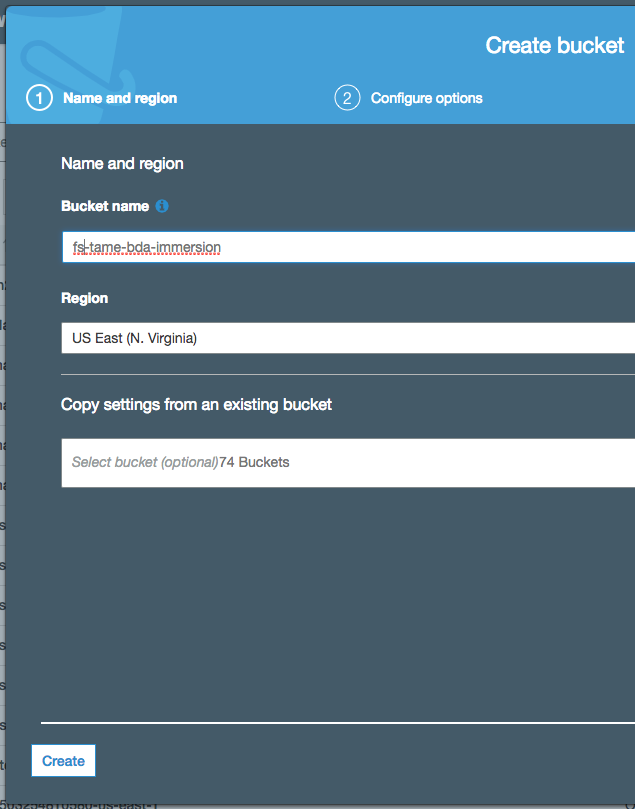 Create bucket
1 Name and region
2 Configure options
Name and region
Bucket name
fs-tame-bda-immersion
Region
US East (N. Virginia)
Copy settings from an existing bucket
Select bucket (optional)74 Buckets
Create